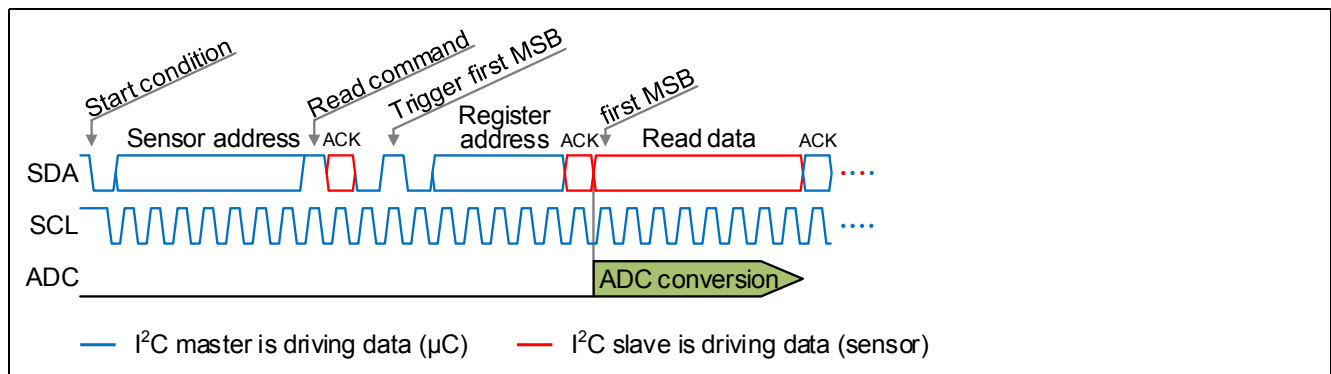 Start condition
Read command
Trigger first MSB
first MSB
Sensor address
ACK
Register
address
ACK
Read data
ACK
SDA
SCL
ADC
ADC conversion
I²C master is driving data (µC)
I²C slave is driving data (sensor)